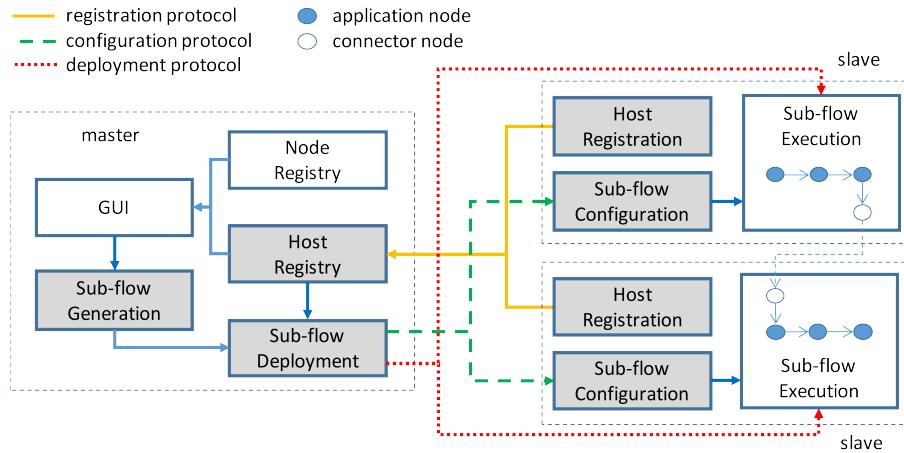 registration protocol
configuration protocol
deployment protocol
application node
connector node
master
Node
Registry
GUI
Host
Registry
Sub-flow
Generation
Sub-flow
Deployment
slave
Host
Registration
Sub-flow
Execution
Sub-flow
Configuration
Host
Registration
Sub-flow
Configuration
Sub-flow
Execution
slave